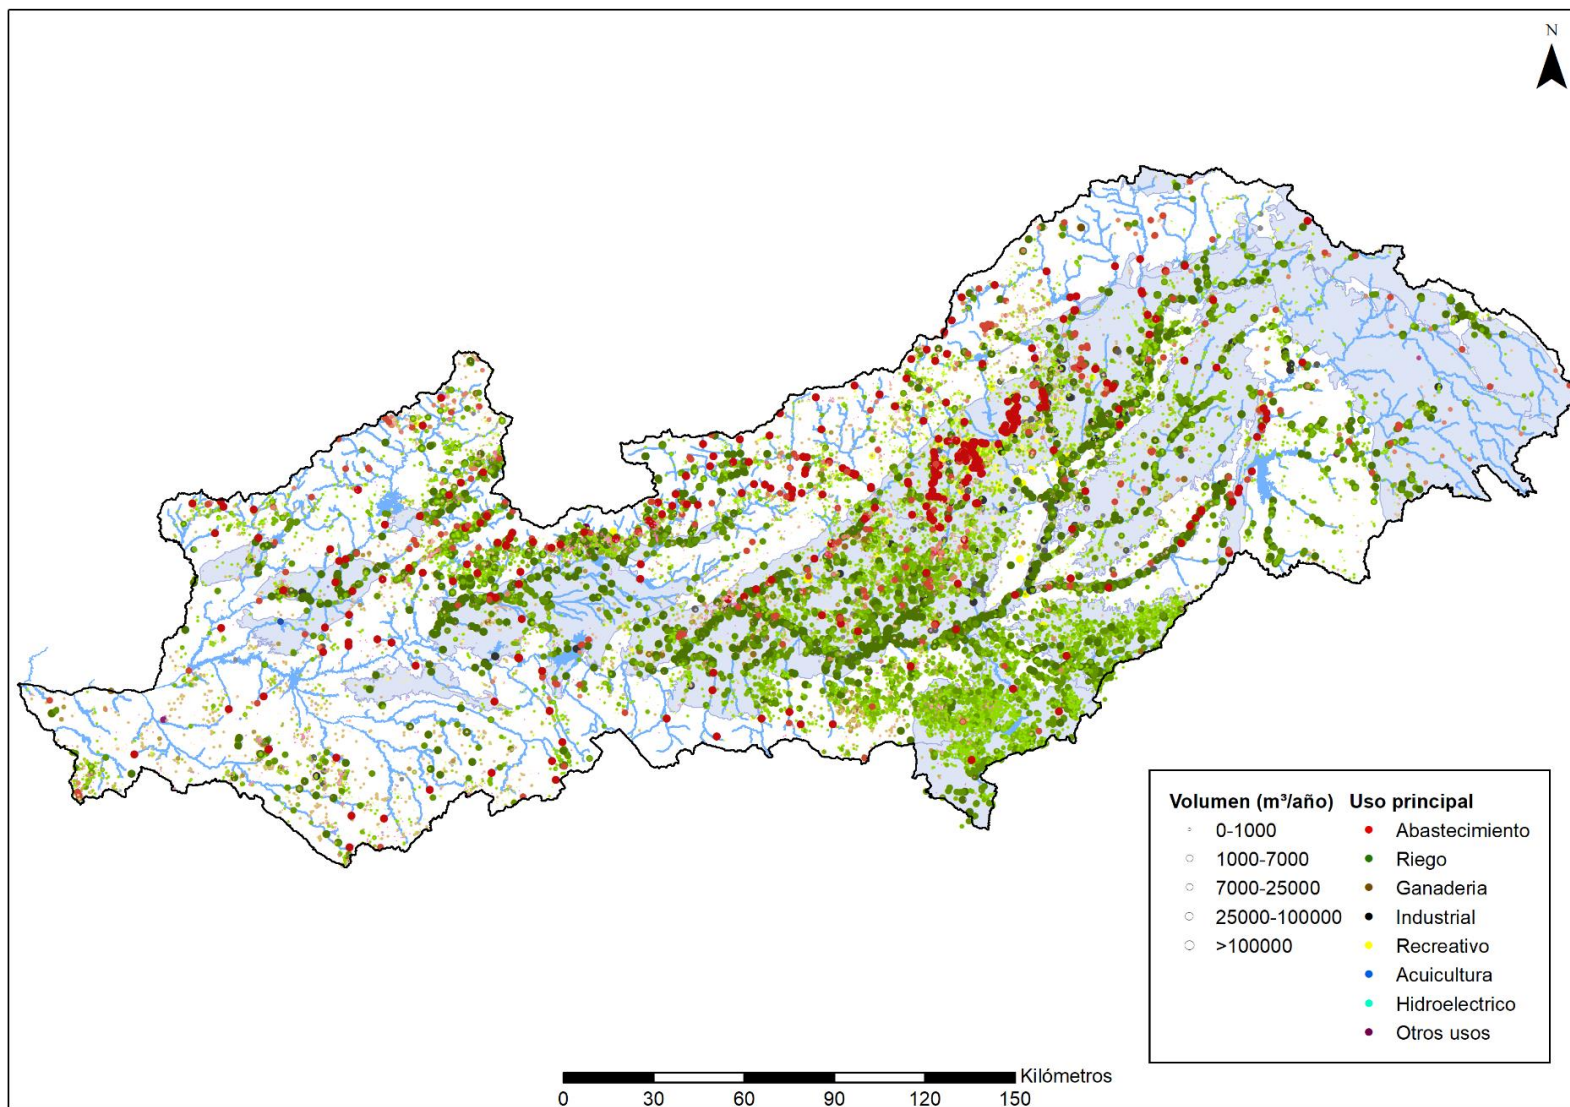 N
Volumen (m³/año) Uso principal
0-1000 Abastecimiento
1000-7000 Riego
7000-25000 Ganaderia
25000-100000 Industrial
>100000 Recreativo
Acuicultura
Hidroelectrico
Otros usos
Kilómetros
0 30 60 90 120 150